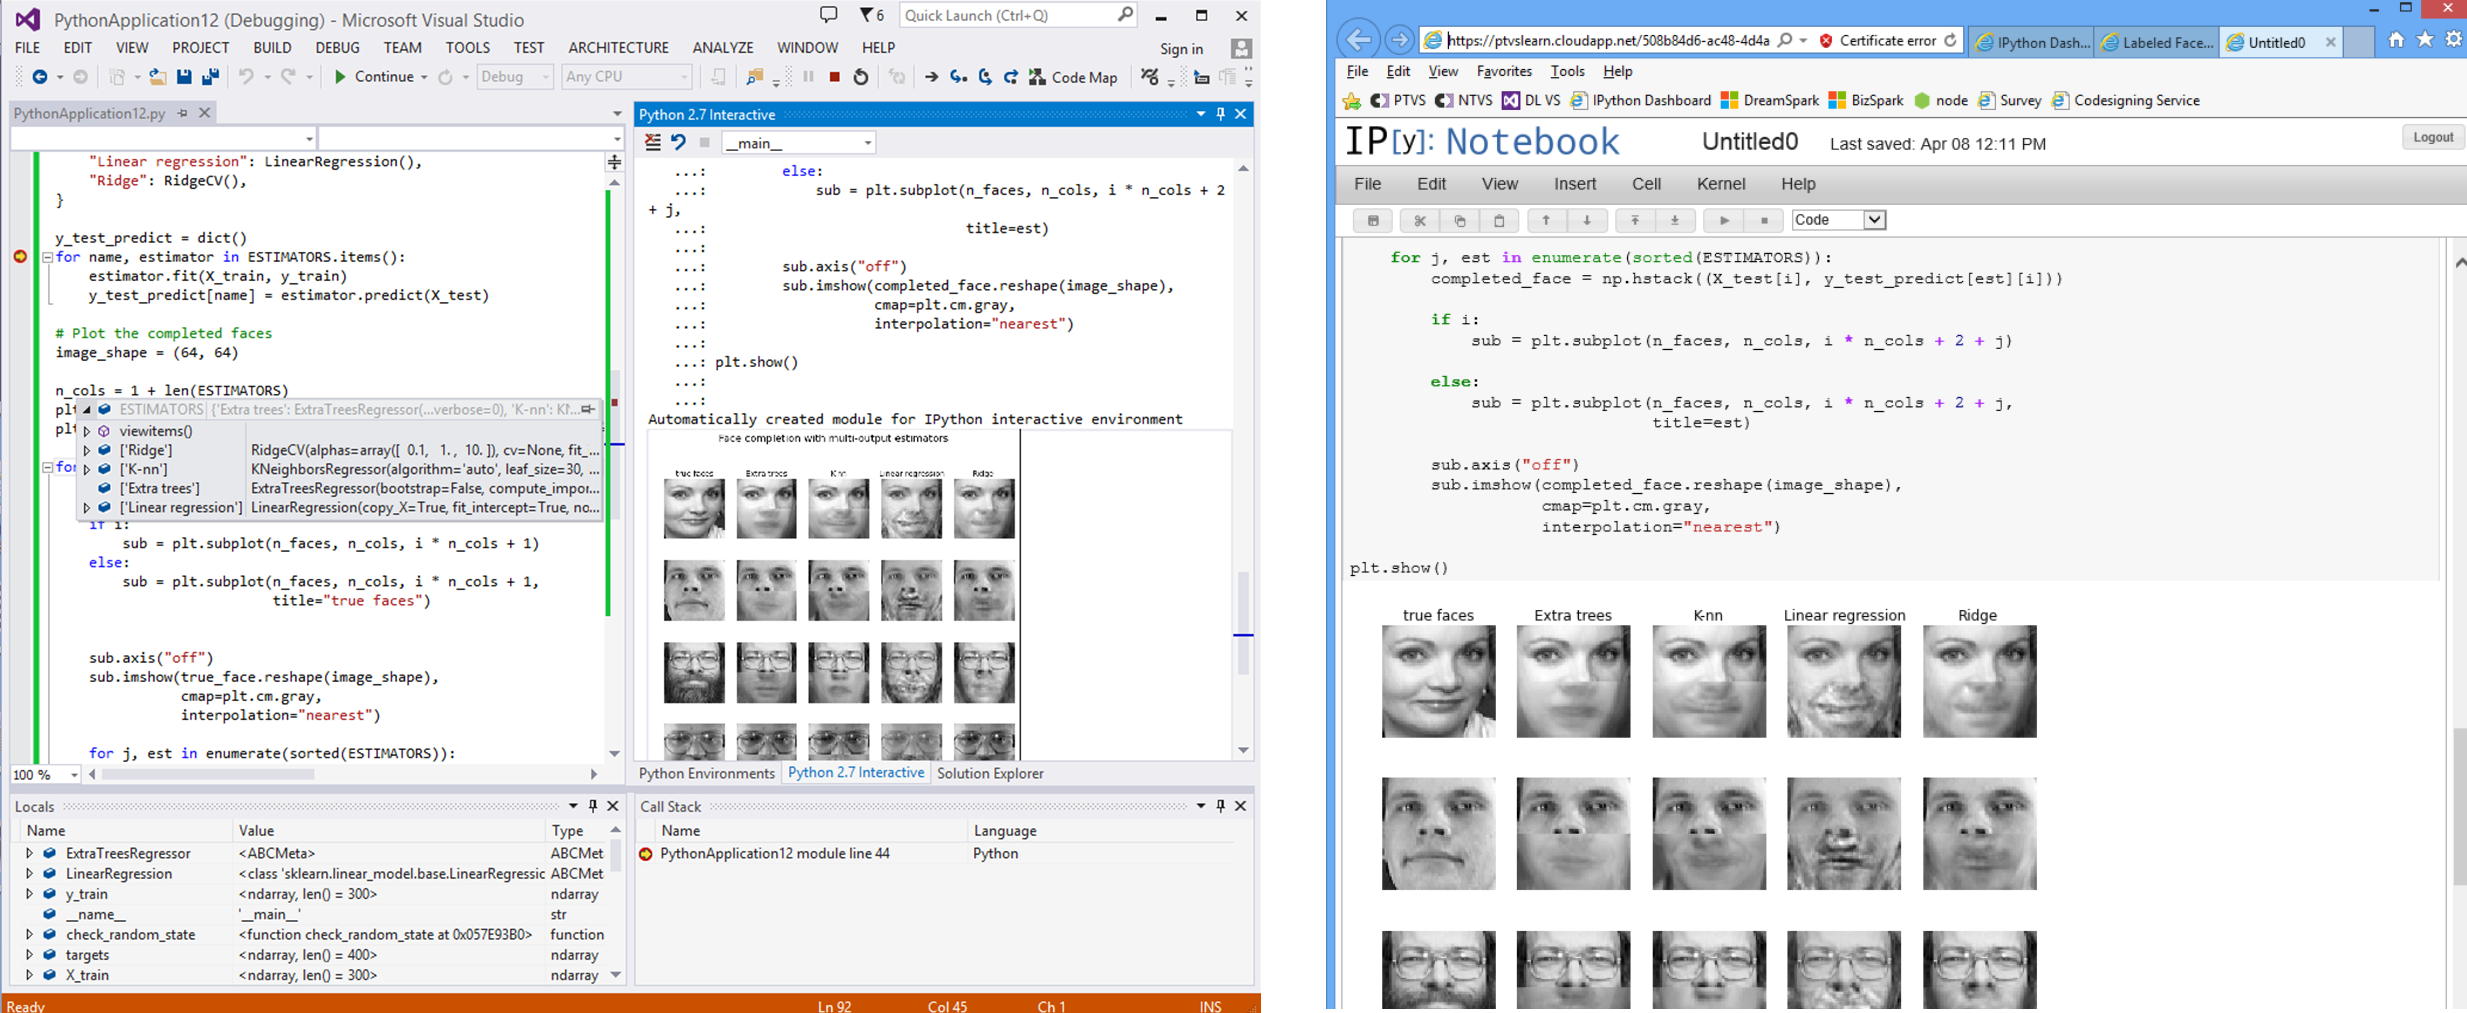 PythonApplication12 (Debugging) - Microsoft Visual Studio
6
Quick Launch (Ctrl+Q)
FILE EDIT VIEW PROJECT BUILD DEBUG TEAM TOOLS TEST ARCHITECTURE ANALYZE WINDOW HELP
Sign in
Continue Debug Any CPU Code Map
PythonApplication12.py
"Linear regression": LinearRegression(),
"Ridge": RidgeCV(),
}
y_test_predict = dict()
for name, estimator in ESTIMATORS.items():
estimator.fit(X_train, y_train)
y_test_predict[name] = estimator.predict(X_test)
# Plot the completed faces
image_shape = (64, 64)
n_cols = 1 + len(ESTIMATORS)
plt
ESTIMATORS {'Extra trees': ExtraTreesRegressor(...verbose=0), 'K-nn': KN...
plt
viewitems()
['Ridge'] RidgeCV(alphas=array([ 0.1, 1. , 10. ]), cv=None, fit_...
for
['K-nn'] KNeighborsRegressor(algorithm='auto', leaf_size=30, ...
['Extra trees'] ExtraTreesRegressor(bootstrap=False, compute_impor...
['Linear regression'] LinearRegression(copy_X=True, fit_intercept=True, no...
if i:
sub = plt.subplot(n_faces, n_cols, i * n_cols + 1)
else:
sub = plt.subplot(n_faces, n_cols, i * n_cols + 1,
title="true faces")
sub.axis("off")
sub.imshow(true_face.reshape(image_shape),
cmap=plt.cm.gray,
interpolation="nearest")
for j, est in enumerate(sorted(ESTIMATORS)):
100 %
Python 2.7 Interactive
__main__
...: else:
...: sub = plt.subplot(n_faces, n_cols, i * n_cols + 2
+ j,
...: title=est)
...:
...: sub.axis("off")
...: sub.imshow(completed_face.reshape(image_shape),
...: cmap=plt.cm.gray,
...: interpolation="nearest")
...:
...: plt.show()
...:
...:
Automatically created module for IPython interactive environment
Face completion with multi-output estimators
true faces Extra trees K-nn Linear regression Ridge
Python Environments Python 2.7 Interactive Solution Explorer
Locals
Name Value Type
ExtraTreesRegressor <ABCMeta> ABCMet
LinearRegression <class 'sklearn.linear_model.base.LinearRegressic ABCMet
y_train <ndarray, len() = 300> ndarray
__name__ '__main__' str
check_random_state <function check_random_state at 0x057E93B0> function
targets <ndarray, len() = 400> ndarray
X_train <ndarray, len() = 300> ndarray
Call Stack
Name Language
PythonApplication12 module line 44 Python
Ready Ln 92 Col 45 Ch 1 INS
https://ptvslearn.cloudapp.net/508b84d6-ac48-4d4a Certificate error
IPython Dash... Labeled Face... Untitled0
File Edit View Favorites Tools Help
PTVS NTVS DL VS IPython Dashboard DreamSpark BizSpark node Survey Codesigning Service
IP[y]: Notebook Untitled0 Last saved: Apr 08 12:11 PM
Logout
File Edit View Insert Cell Kernel Help
Code
for j, est in enumerate(sorted(ESTIMATORS)):
completed_face = np.hstack((X_test[i], y_test_predict[est][i]))
if i:
sub = plt.subplot(n_faces, n_cols, i * n_cols + 2 + j)
else:
sub = plt.subplot(n_faces, n_cols, i * n_cols + 2 + j,
title=est)
sub.axis("off")
sub.imshow(completed_face.reshape(image_shape),
cmap=plt.cm.gray,
interpolation="nearest")
plt.show()
true faces Extra trees K-nn Linear regression Ridge